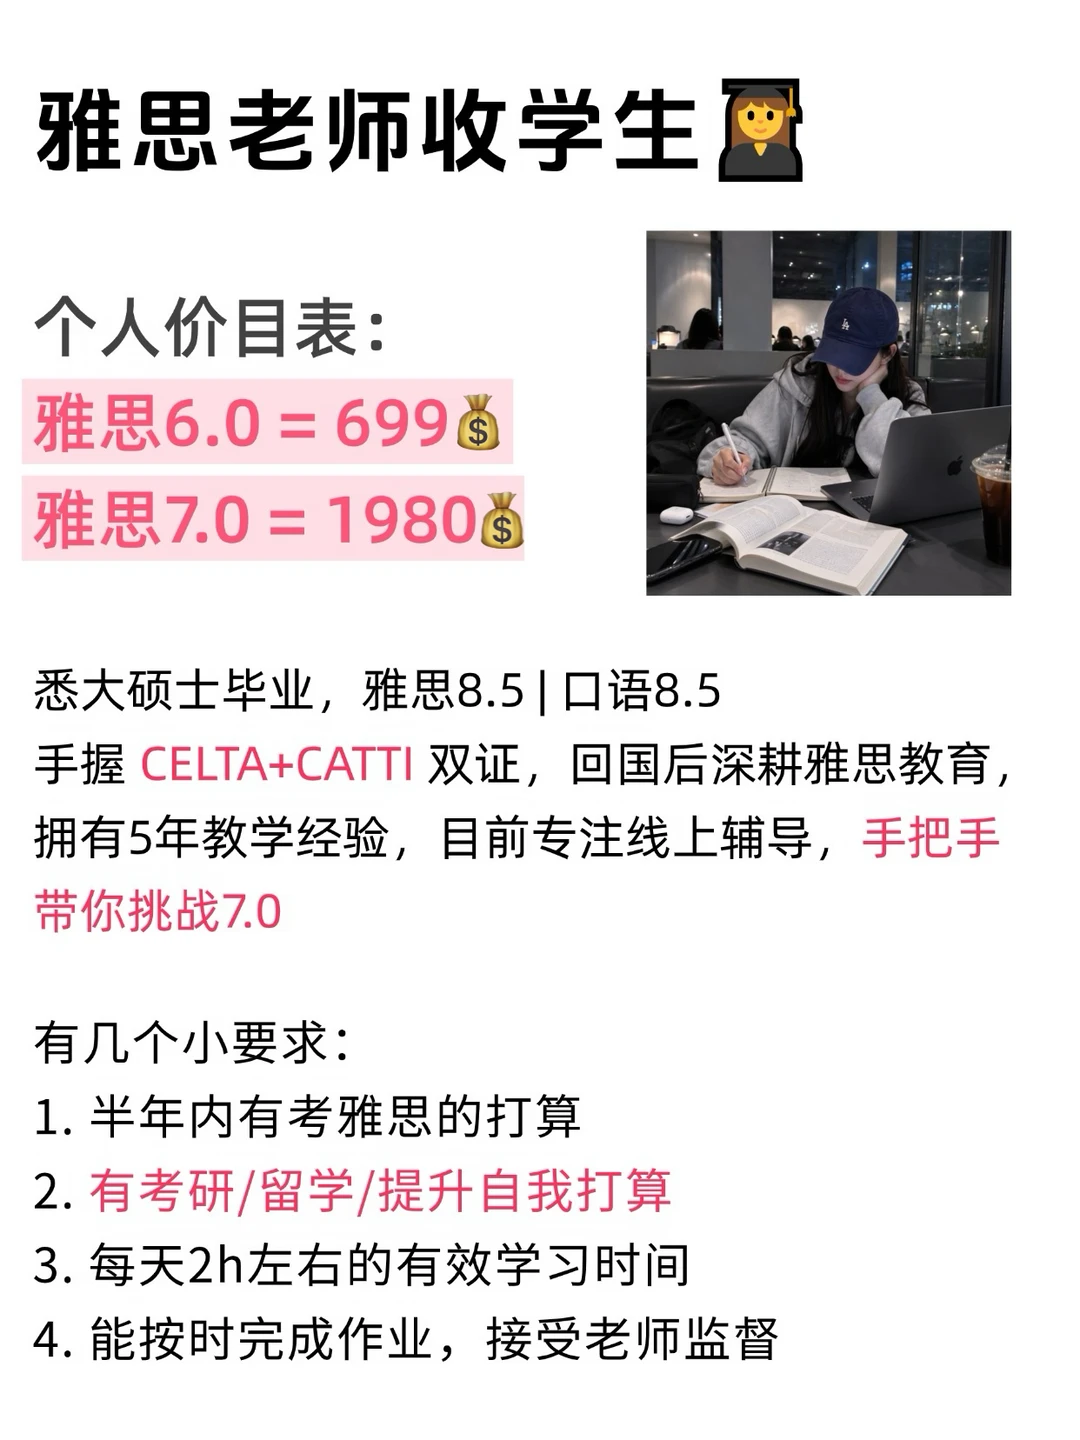 雅思老师收学生
个人价目表：
雅思6.0 = 699
雅思7.0 = 1980
悉大硕士毕业，雅思8.5 | 口语8.5
手握 CELTA+CATTI 双证，回国后深耕雅思教育，
拥有5年教学经验，目前专注线上辅导，手把手
带你挑战7.0
有几个小要求：
1. 半年内有考雅思的打算
2. 有考研/留学/提升自我打算
3. 每天2h左右的有效学习时间
4. 能按时完成作业，接受老师监督